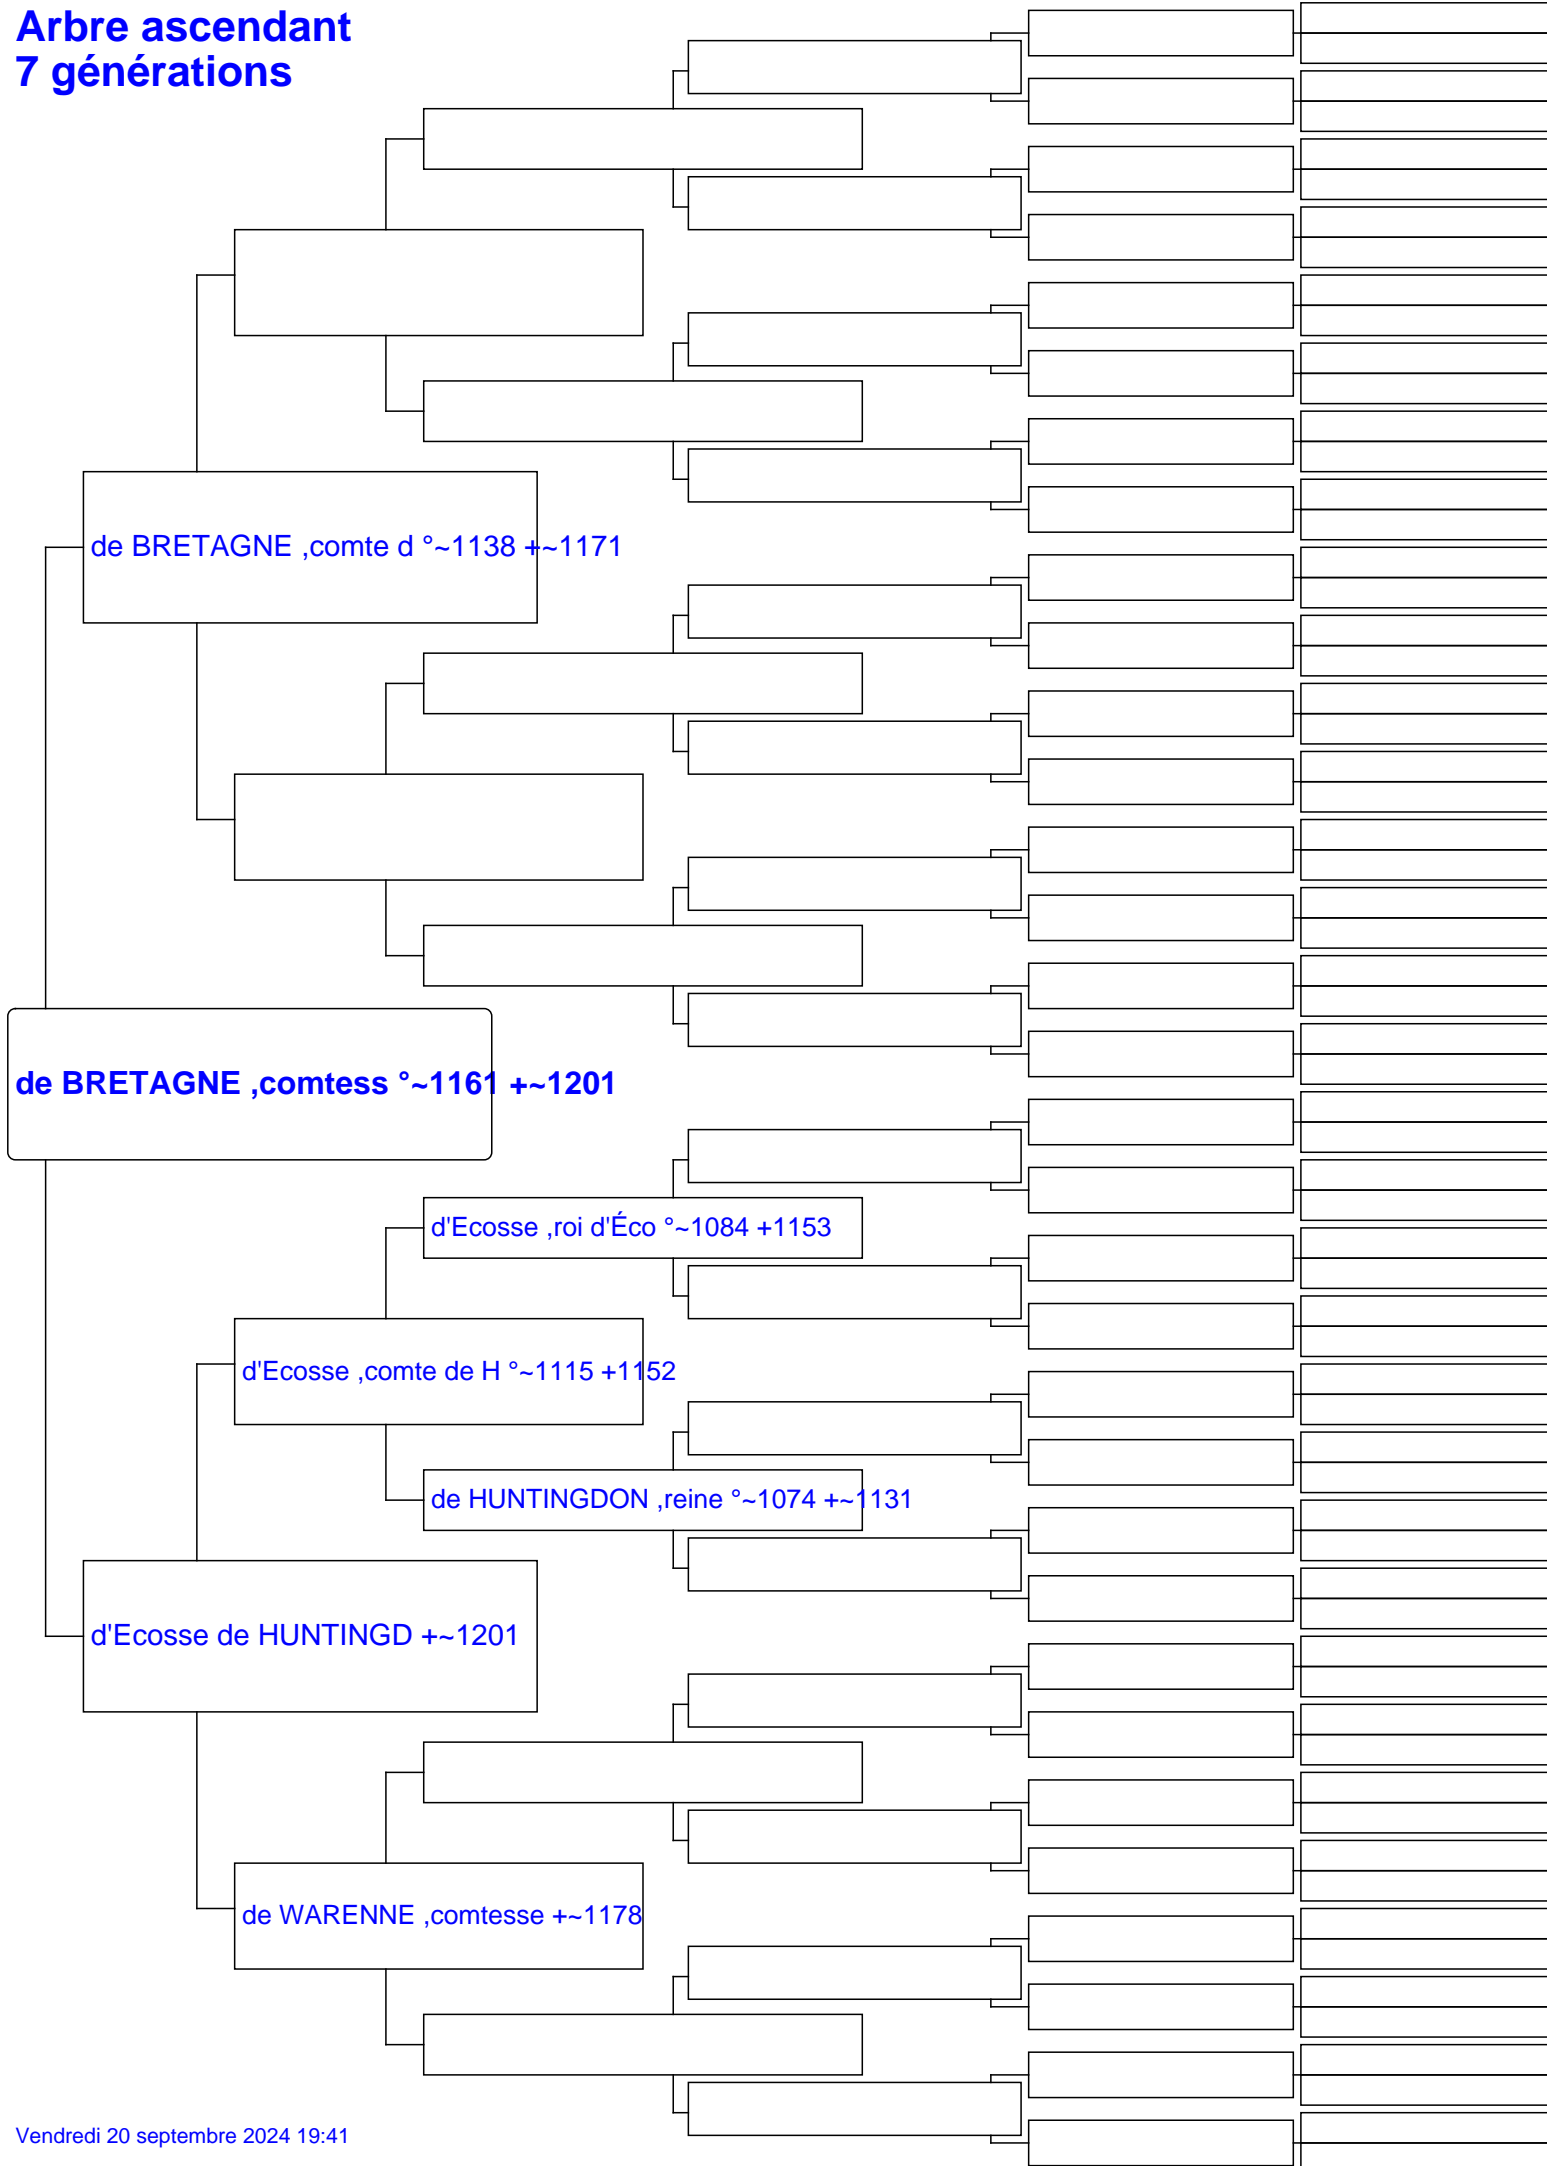 Arbre ascendant
7 générations
de BRETAGNE ,comte d °~1138 +~1171
de BRETAGNE ,comtess °~1161 +~1201
d'Ecosse ,roi d'Éco °~1084 +1153
d'Ecosse ,comte de H °~1115 +1152
de HUNTINGDON ,reine °~1074 +~1131
d'Ecosse de HUNTINGD +~1201
de WARENNE ,comtesse +~1178
Vendredi 20 septembre 2024 19:41